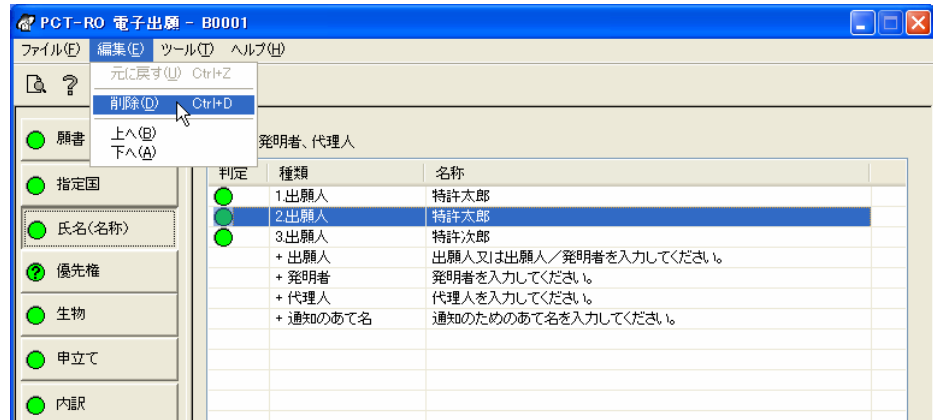 PCT-RO 電子出願 - B0001
ファイル(F) 編集(E) ツール(T) ヘルプ(H)
元に戻す(U) Ctrl+Z
削除(D) Ctrl+D
上へ(B)
下へ(A)
願書
指定国
氏名(名称)
優先権
生物
申立て
内訳
発明者、代理人
判定 種類 名称
1.出願人 特許太郎
2.出願人 特許太郎
3.出願人 特許次郎
+ 出願人 出願人又は出願人／発明者を入力してください。
+ 発明者 発明者を入力してください。
+ 代理人 代理人を入力してください。
+ 通知のあて名 通知のためのあて名を入力してください。